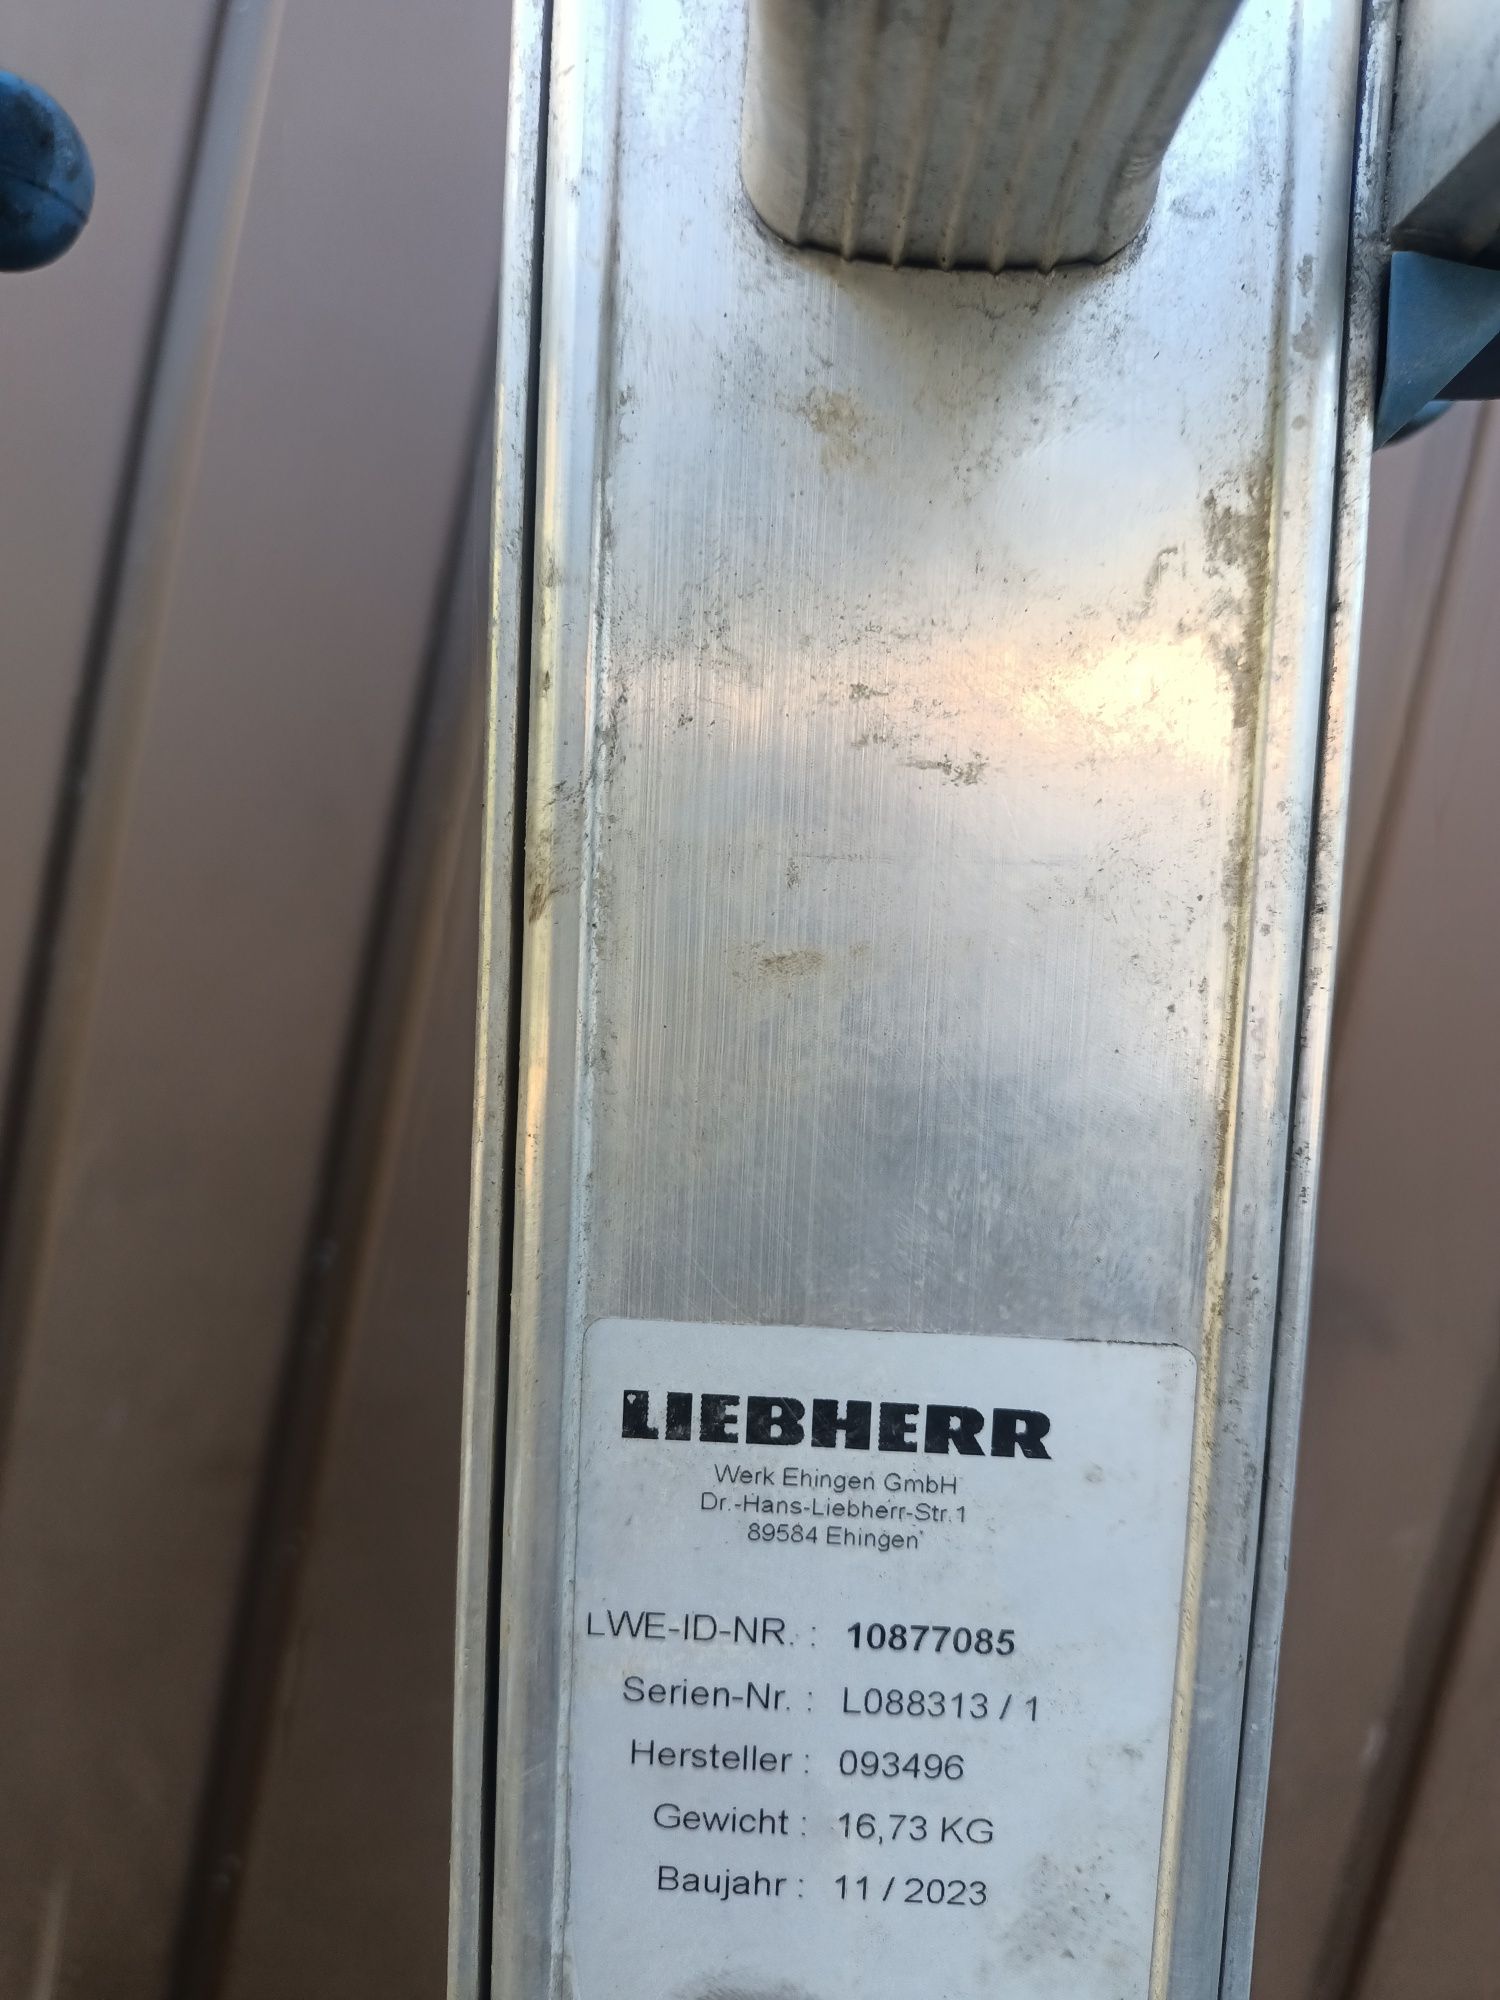 LIEBHERR
Werk Ehingen GmbH
Dr.-Hans-Liebherr-Str.1
89584 Ehingen
LWE-ID-NR. : 10877085
Serien-Nr. : L088313 / 1
Hersteller : 093496
Gewicht : 16,73 KG
Baujahr : 11 / 2023